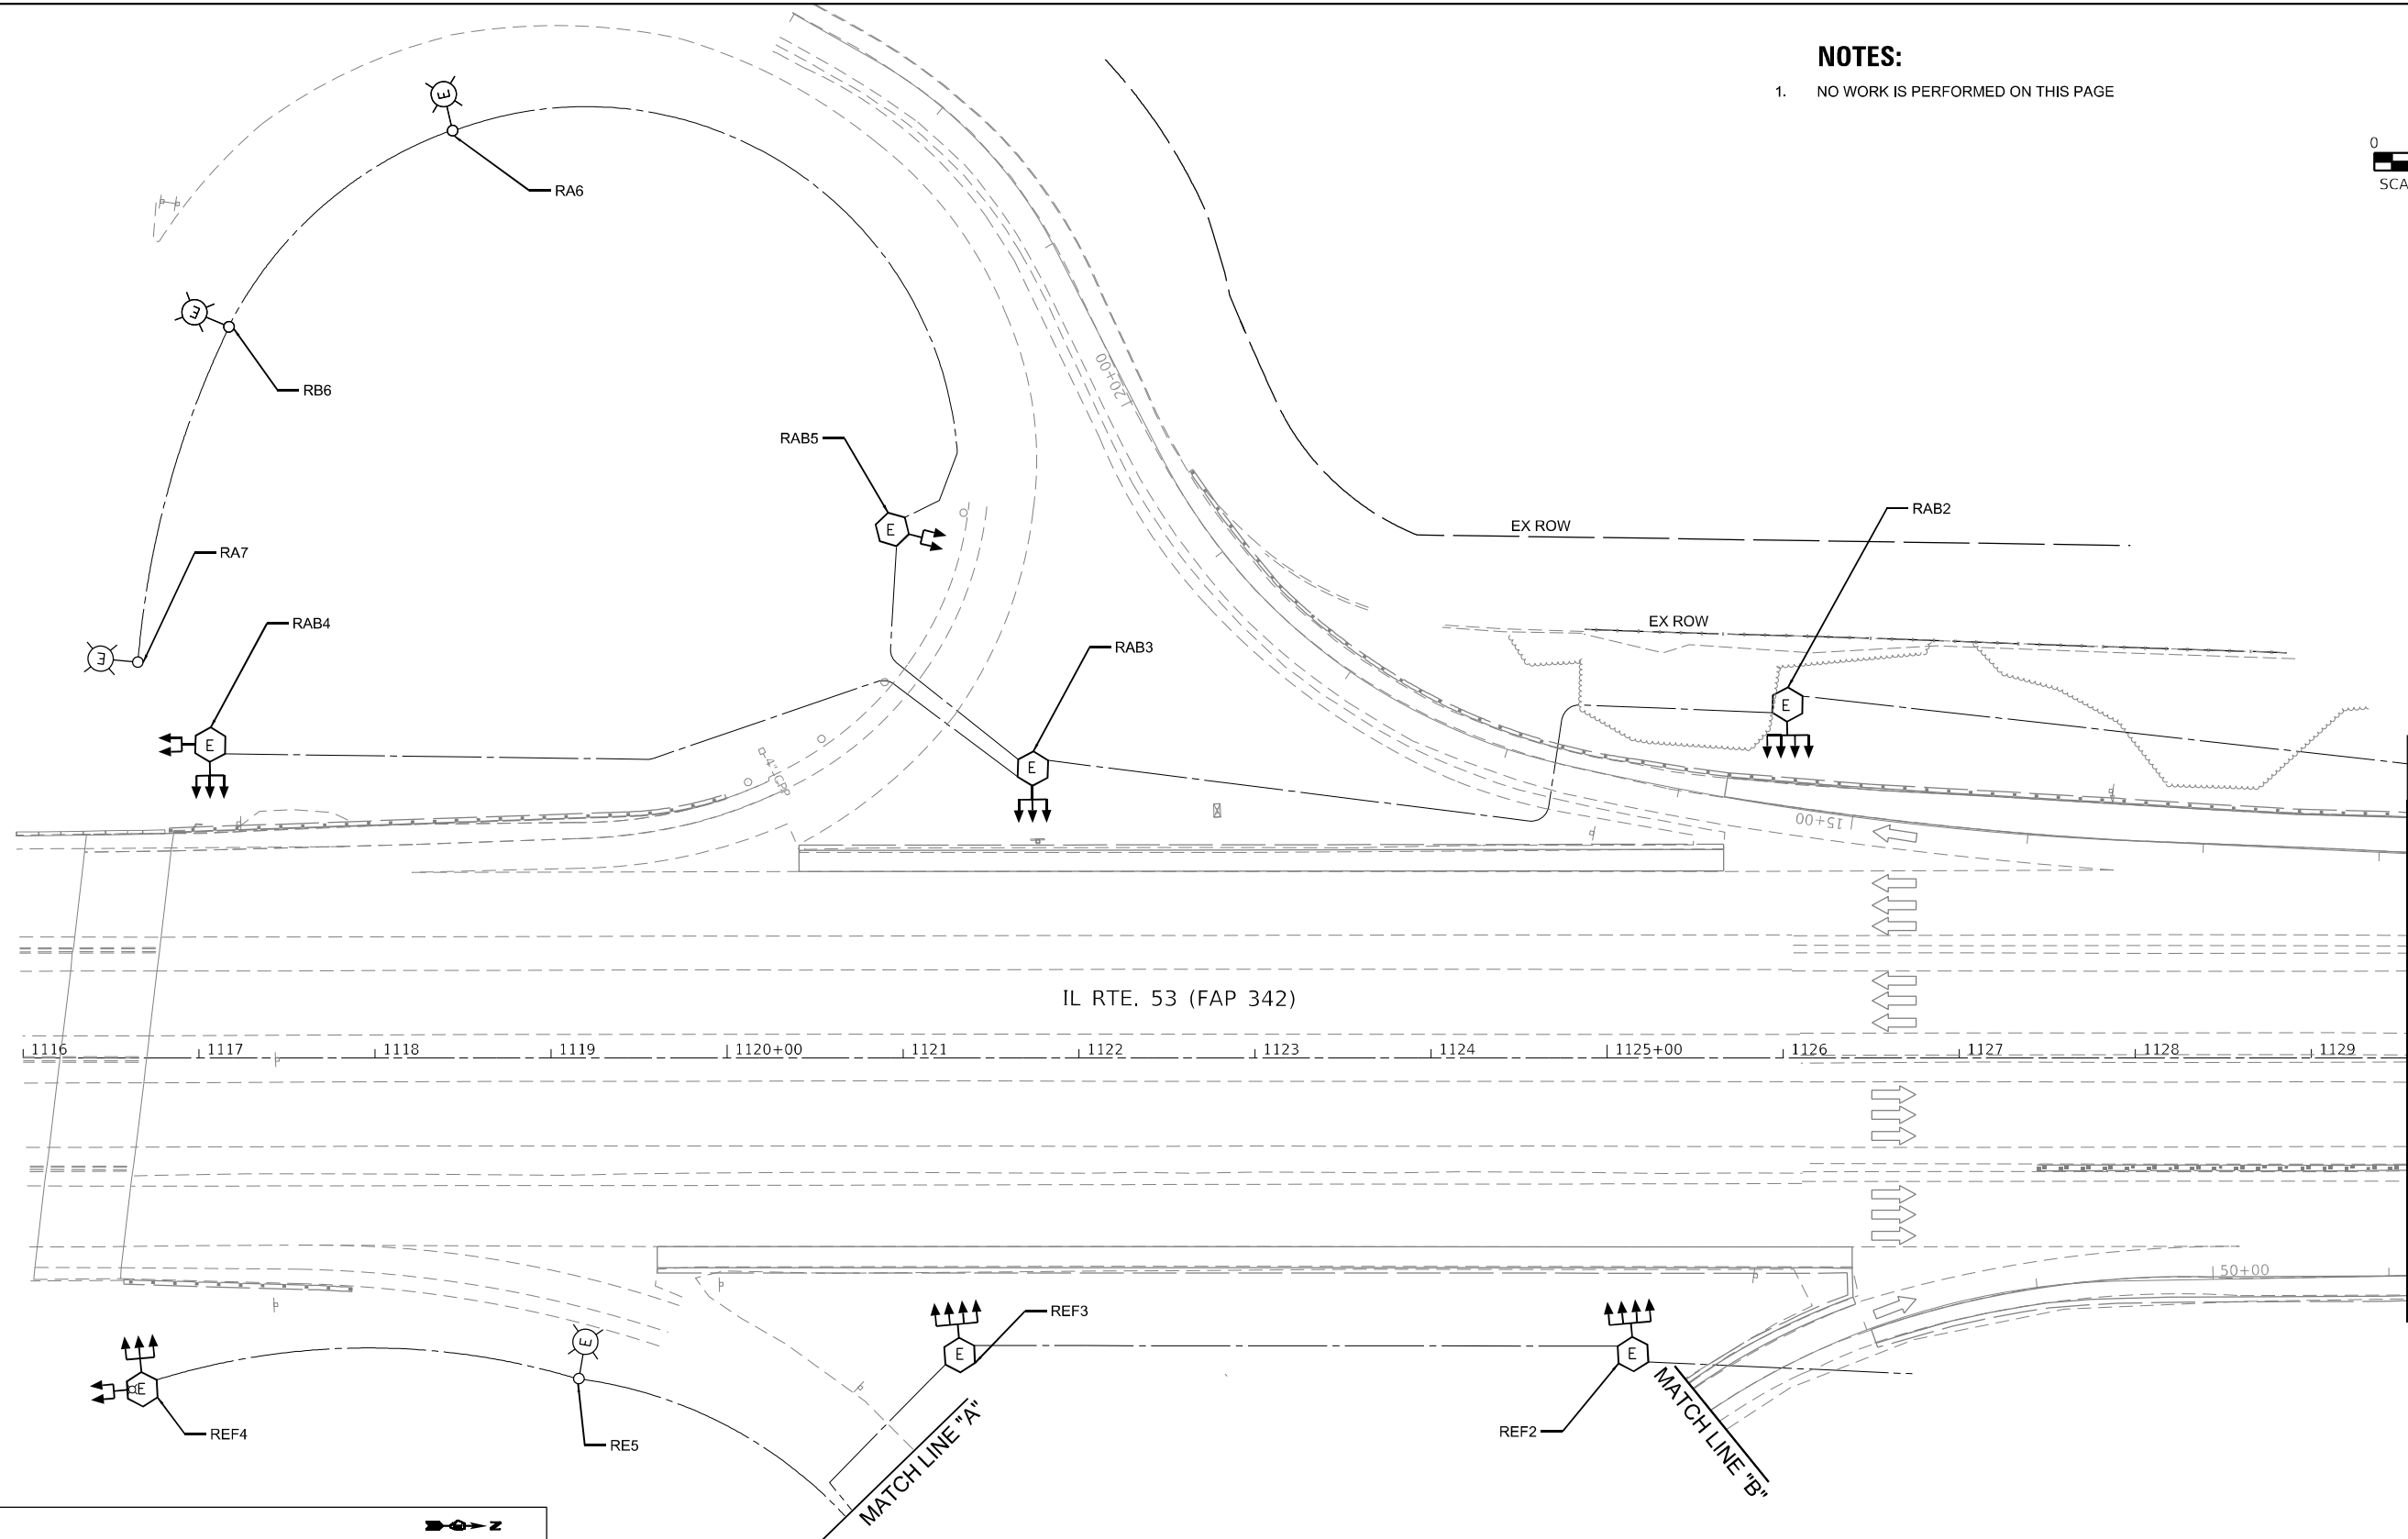 NOTES:
1. NO WORK IS PERFORMED ON THIS PAGE
0
SCA
E
RA6
E
RB6
20+00
RAB5
E
RAB2
EX ROW
RA7
E
RAB4
EX ROW
RAB3
E
E
E
15+00
IL RTE. 53 (FAP 342)
1116 1117 1118 1119 1120+00 1121 1122 1123 1124 1125+00 1126 1127 1128 1129
50+00
REF3
E
E
E
E
REF4
RE5
REF2
MATCH LINE "A"
MATCH LINE "B"
N